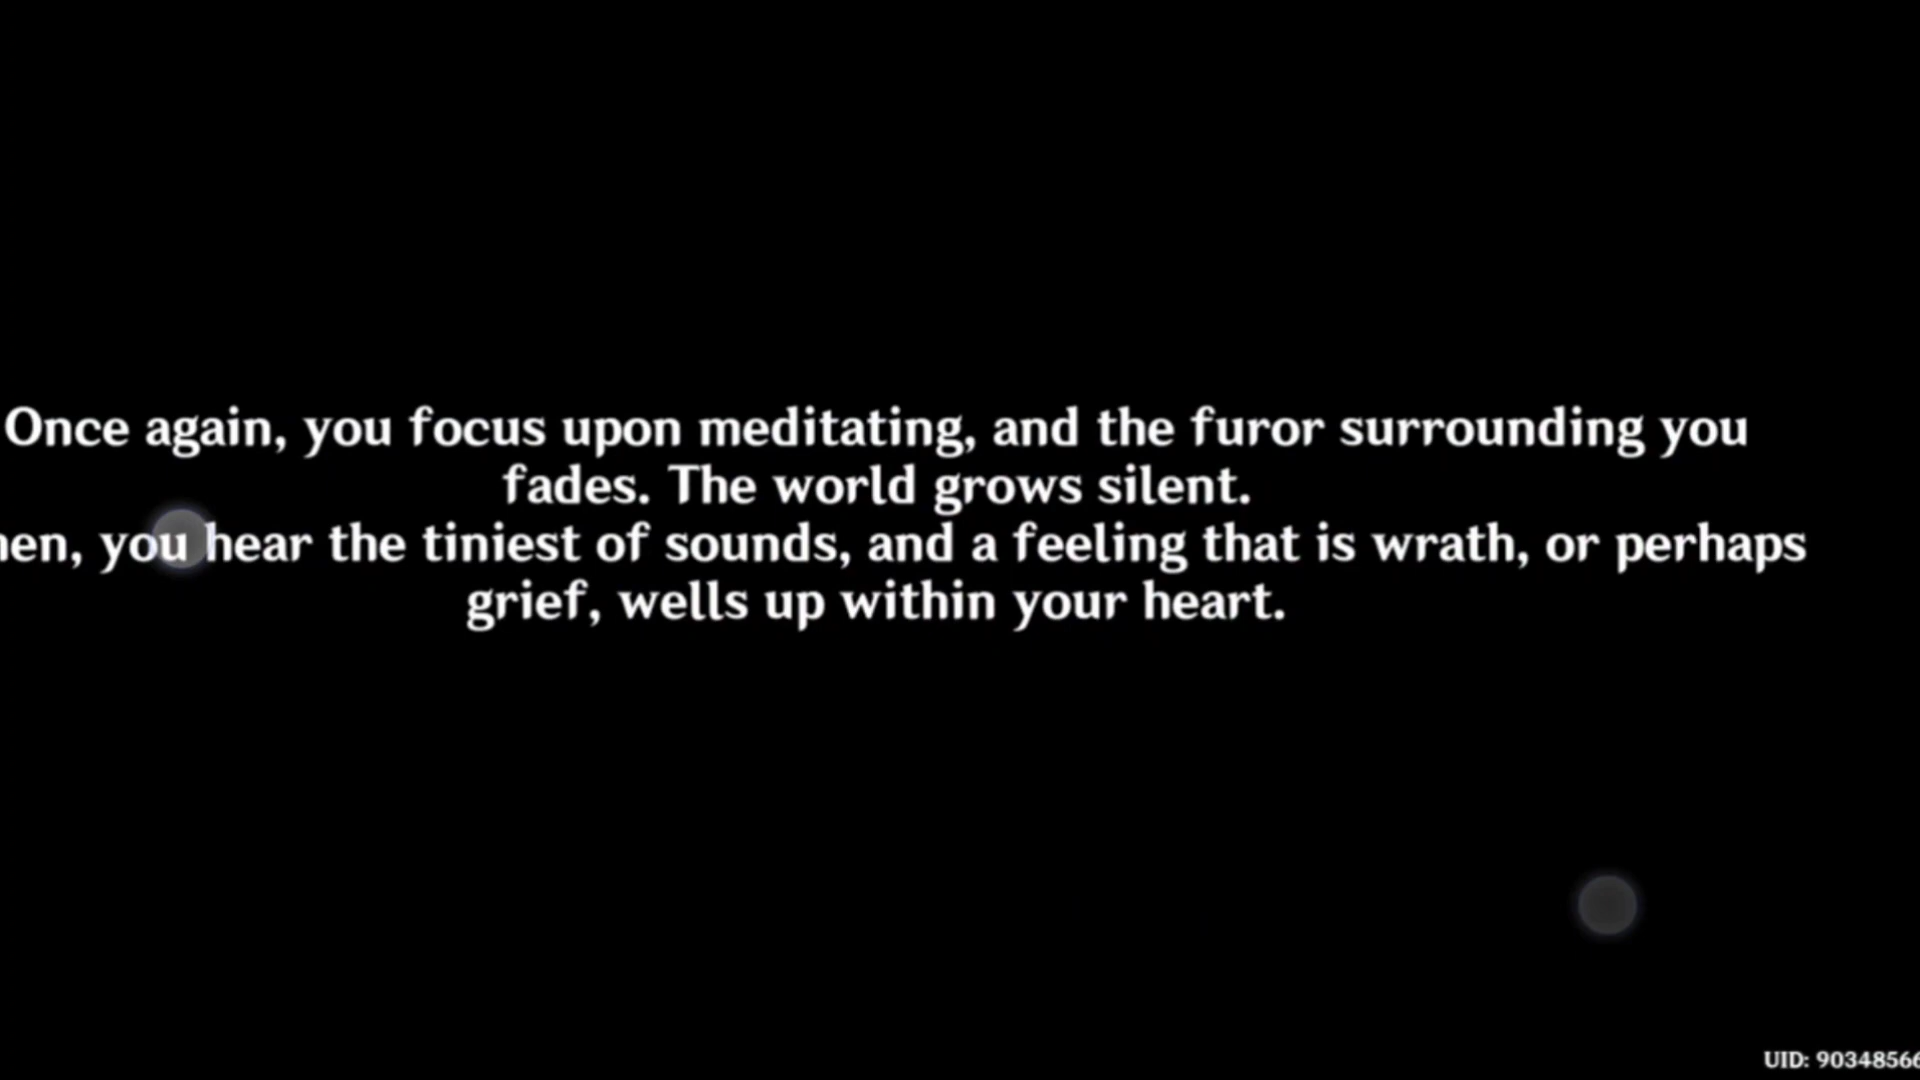 Once again, you focus upon meditating, and the furor surrounding you
fades. The world grows silent.
you hear the tiniest of sounds, and a feeling that is wrath, or perhaps
grief, wells up within your heart.
UID: 90348566